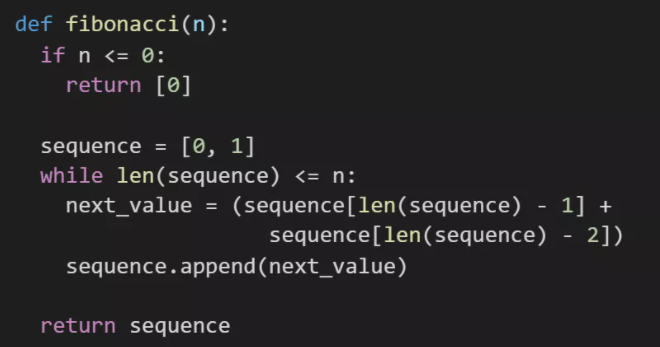 def fibonacci(n):
  if n <= 0:
    return [0]

  sequence = [0, 1]
  while len(sequence) <= n:
    next_value = (sequence[len(sequence) - 1] +
                  sequence[len(sequence) - 2])
    sequence.append(next_value)

  return sequence